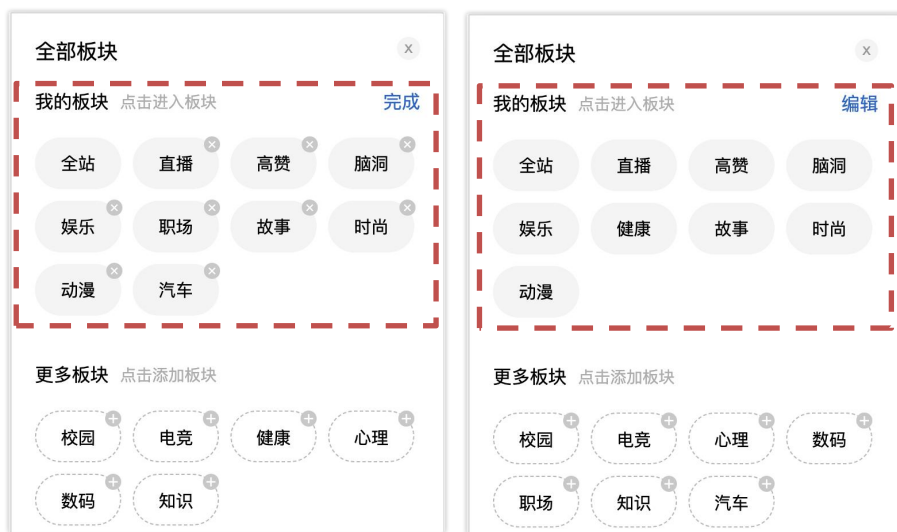 全部板块
x
我的板块 点击进入板块 完成
全站 直播 高赞 脑洞
娱乐 职场 故事 时尚
动漫 汽车
更多板块 点击添加板块
校园 电竞 健康 心理
数码 知识
全部板块
x
我的板块 点击进入板块 编辑
全站 直播 高赞 脑洞
娱乐 健康 故事 时尚
动漫
更多板块 点击添加板块
校园 电竞 心理 数码
职场 知识 汽车